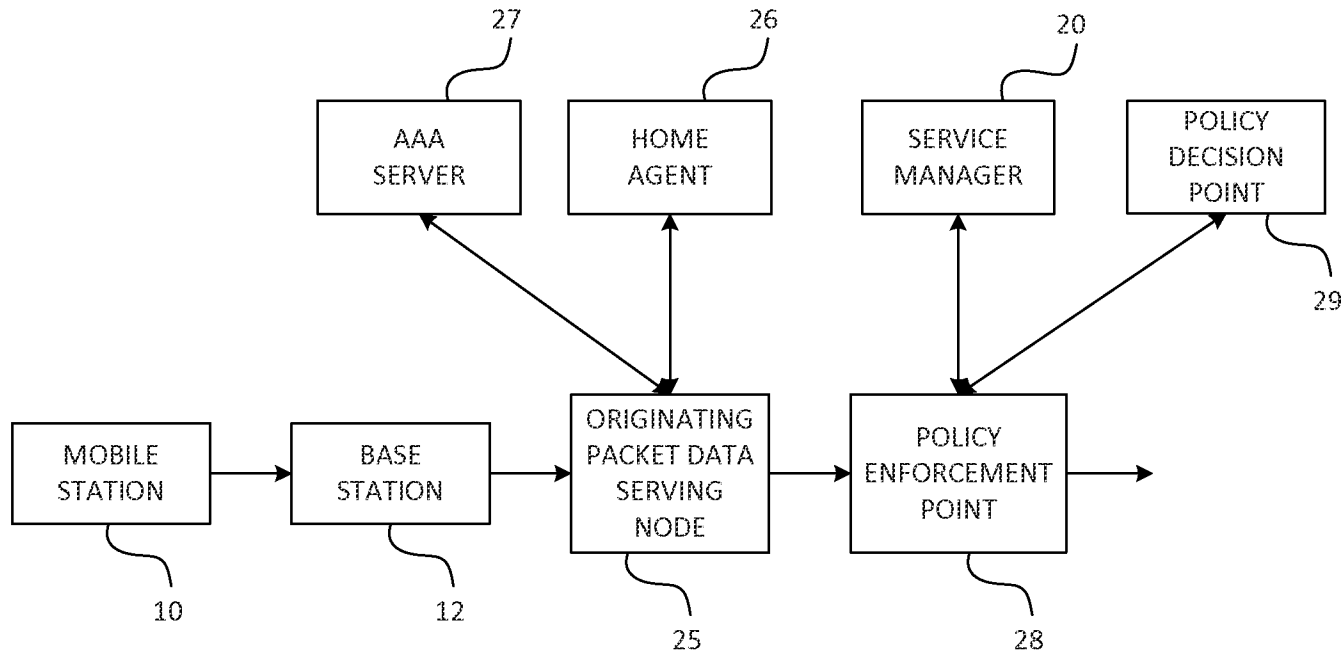 27
26
20
AAA
SERVER
HOME
AGENT
SERVICE
MANAGER
POLICY
DECISION
POINT
29
MOBILE
STATION
BASE
STATION
ORIGINATING
PACKET DATA
SERVING
NODE
POLICY
ENFORCEMENT
POINT
10
12
25
28